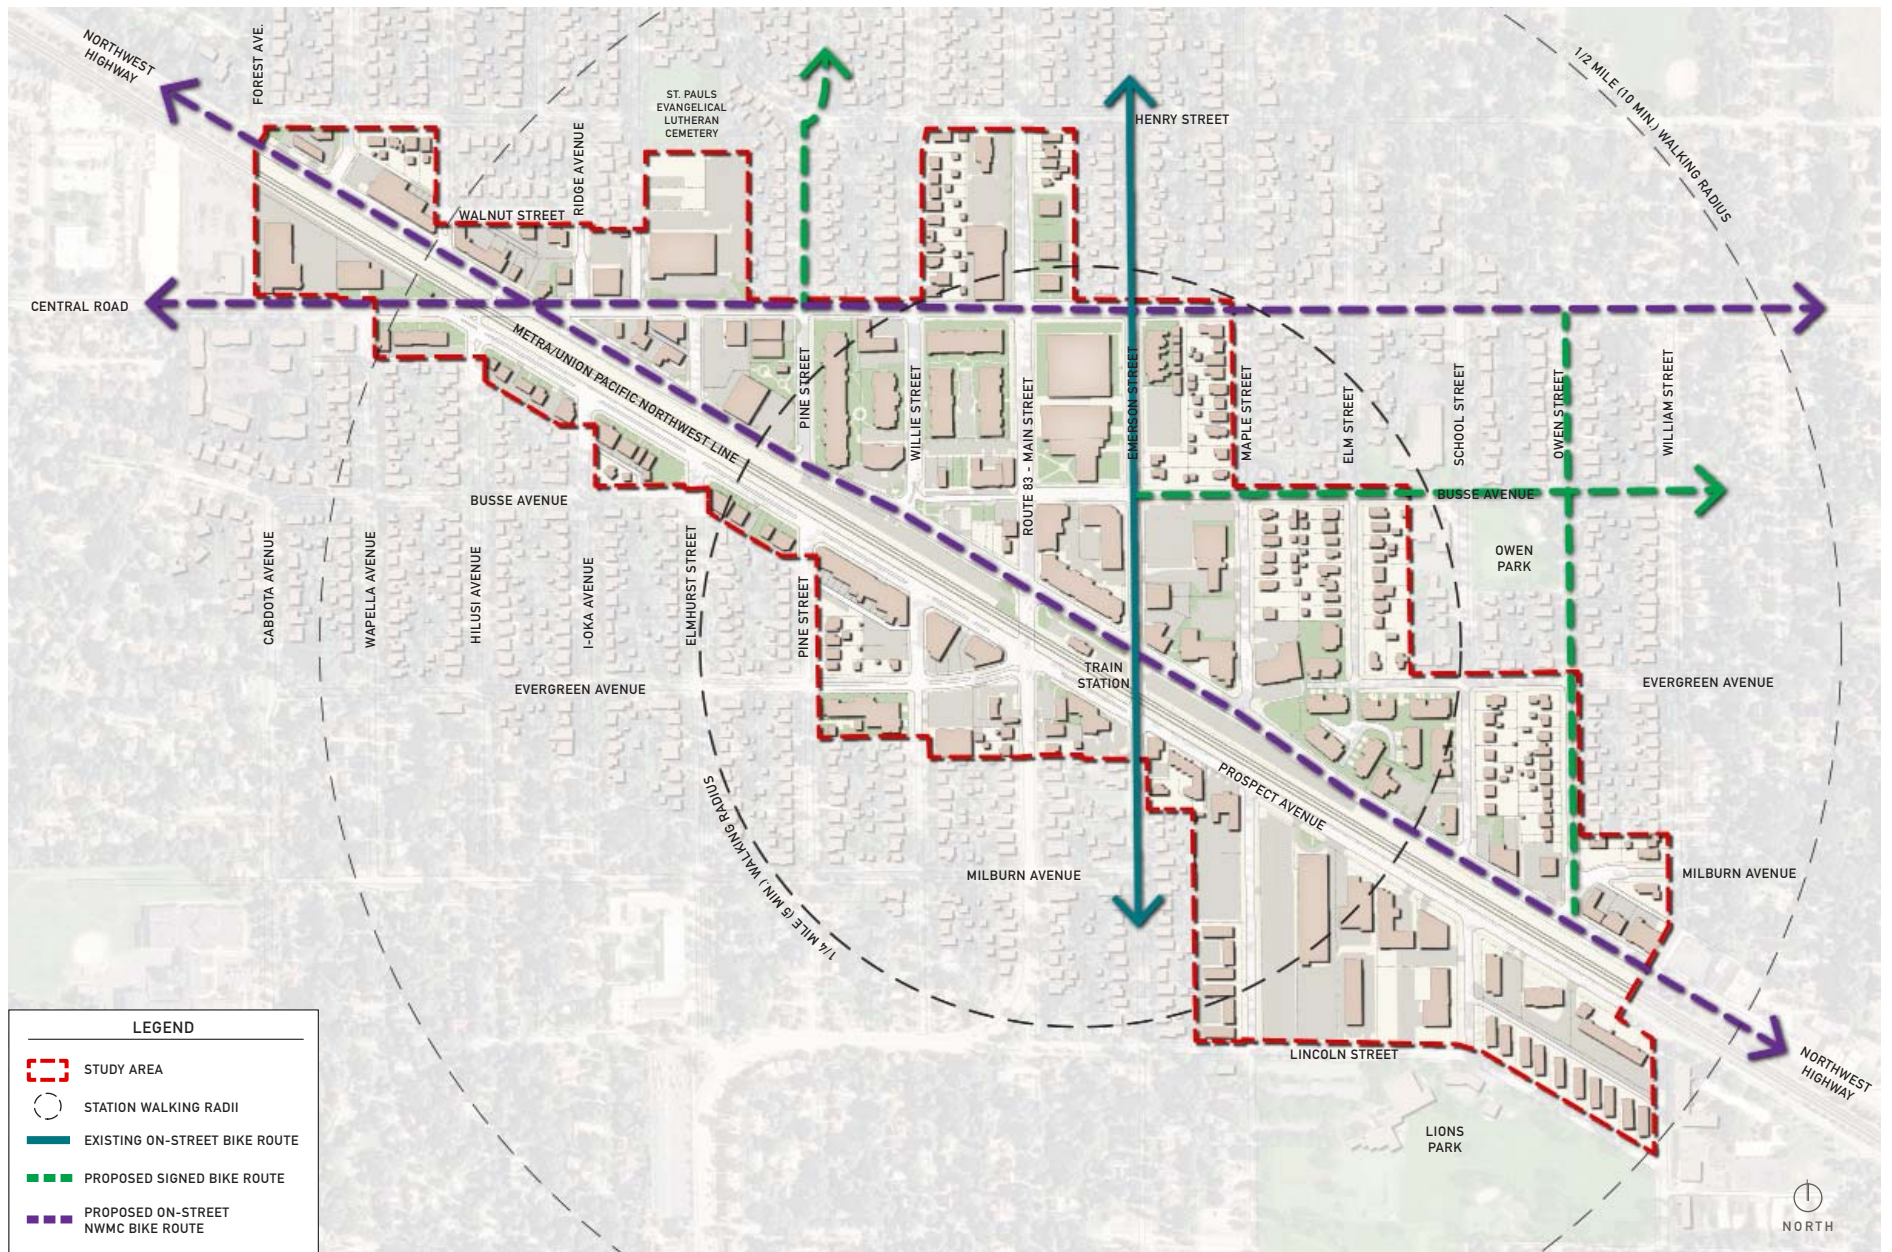 NORTHWEST
HIGHWAY
FOREST AVE.
ST. PAULS
EVANGELICAL
LUTHERAN
CEMETERY
HENRY STREET
1/2 MILE (10 MIN.) WALKING RADIUS
RIDGE AVENUE
WALNUT STREET
CENTRAL ROAD
METRA/UNION PACIFIC NORTHWEST LINE
PINE STREET
WILLIE STREET
ROUTE 83 - MAIN STREET
EMERSON STREET
MAPLE STREET
ELM STREET
SCHOOL STREET
OWEN STREET
WILLIAM STREET
BUSSE AVENUE
BUSSE AVENUE
OWEN
PARK
CABDOTA AVENUE
WAPELLA AVENUE
HILUSI AVENUE
I-OKA AVENUE
ELMHURST STREET
PINE STREET
TRAIN
STATION
EVERGREEN AVENUE
EVERGREEN AVENUE
PROSPECT AVENUE
1/4 MILE (5 MIN.) WALKING RADIUS
MILBURN AVENUE
MILBURN AVENUE
LINCOLN STREET
NORTHWEST
HIGHWAY
LIONS
PARK
LEGEND
STUDY AREA
STATION WALKING RADII
EXISTING ON-STREET BIKE ROUTE
PROPOSED SIGNED BIKE ROUTE
PROPOSED ON-STREET
NWMC BIKE ROUTE
NORTH